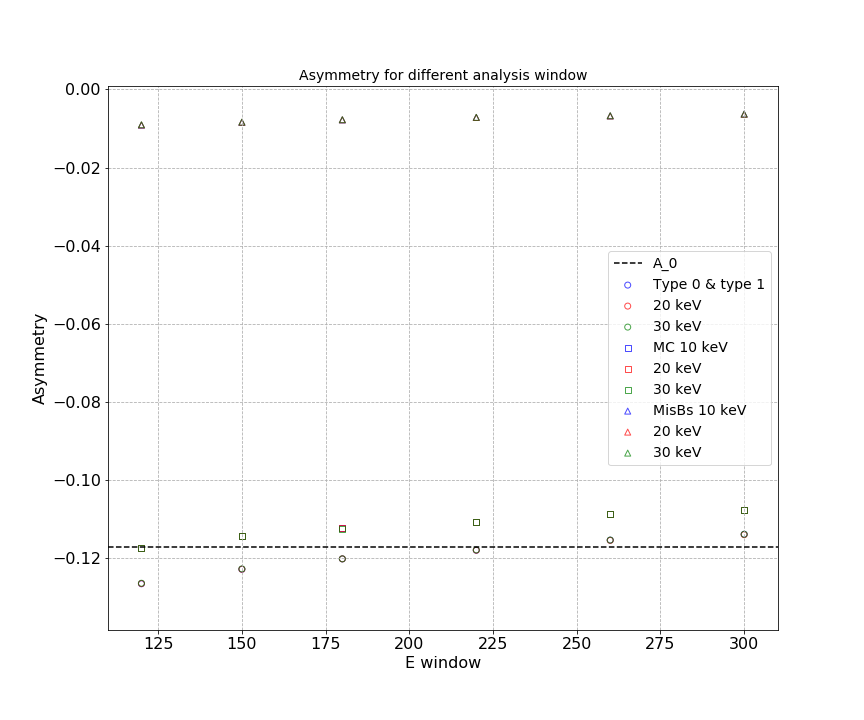 Asymmetry for different analysis window
0.00
−0.02
−0.04
−0.06
−0.08
−0.10
−0.12
Asymmetry
A_0
Type 0 & type 1
20 keV
30 keV
MC 10 keV
20 keV
30 keV
MisBs 10 keV
20 keV
30 keV
125 150 175 200 225 250 275 300
E window